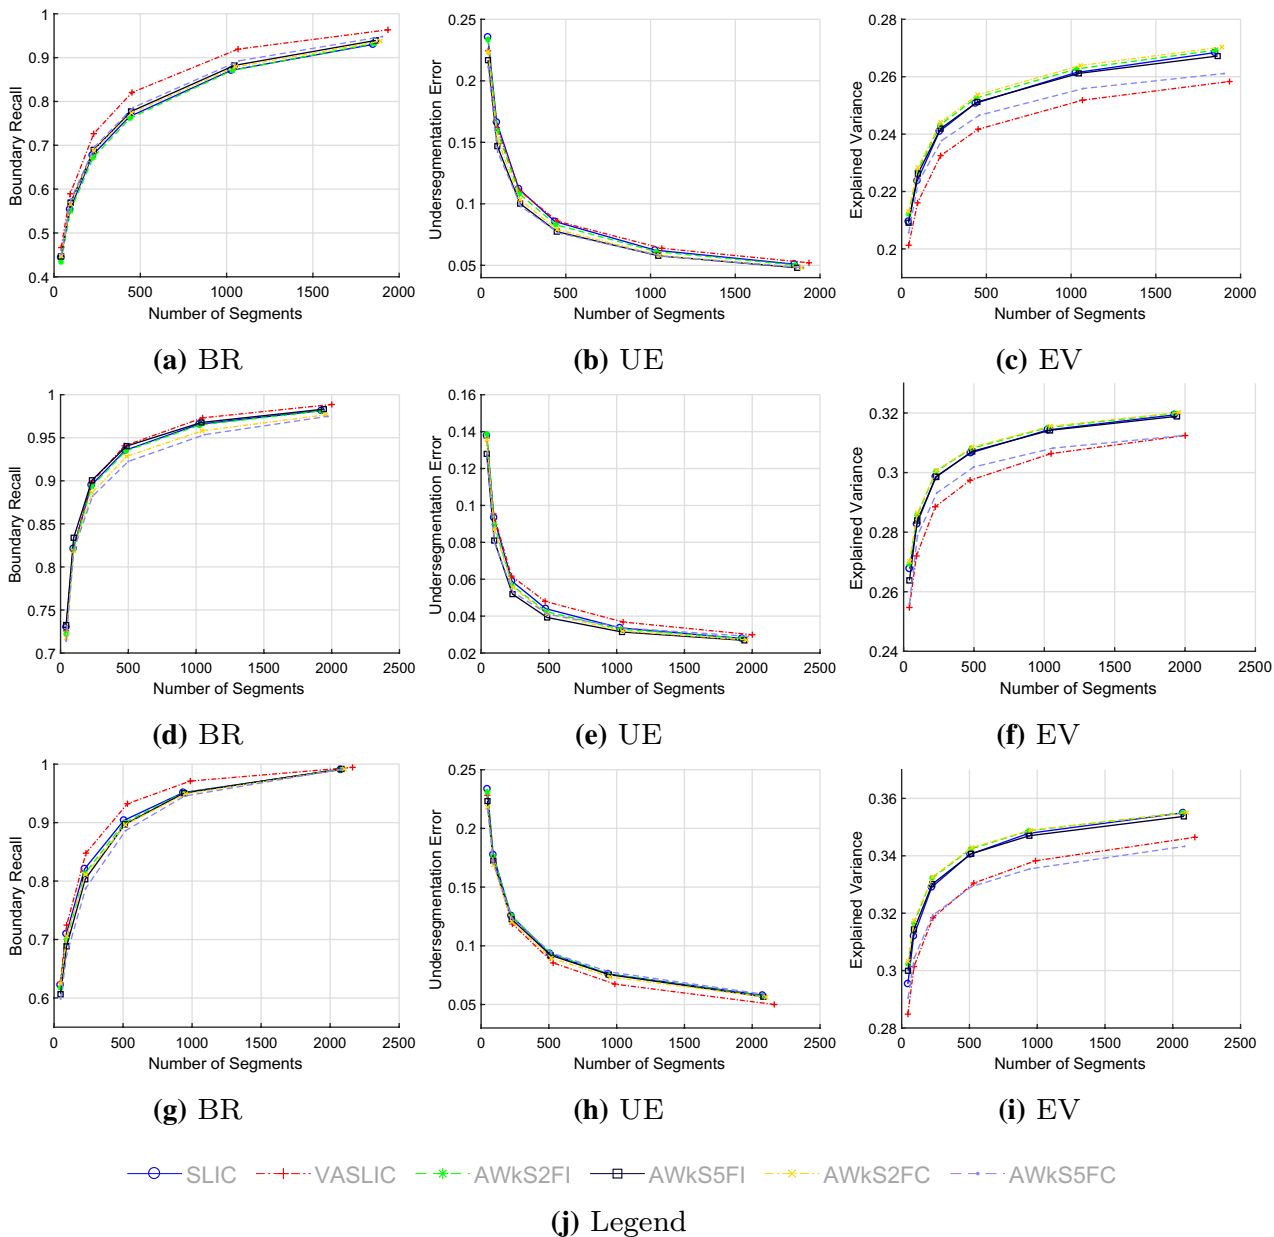 1
0.9
0.8
0.7
0.6
0.5
0.4
Boundary Recall
0 500 1000 1500 2000
Number of Segments
(a) BR
0.25
0.2
0.15
0.1
0.05
Undersegmentation Error
0 500 1000 1500 2000
Number of Segments
(b) UE
0.28
0.26
0.24
0.22
0.2
Explained Variance
0 500 1000 1500 2000
Number of Segments
(c) EV
1
0.95
0.9
0.85
0.8
0.75
0.7
Boundary Recall
0 500 1000 1500 2000 2500
Number of Segments
(d) BR
0.16
0.14
0.12
0.1
0.08
0.06
0.04
0.02
Undersegmentation Error
0 500 1000 1500 2000 2500
Number of Segments
(e) UE
0.32
0.3
0.28
0.26
0.24
Explained Variance
0 500 1000 1500 2000 2500
Number of Segments
(f) EV
1
0.9
0.8
0.7
0.6
Boundary Recall
0 500 1000 1500 2000 2500
Number of Segments
(g) BR
0.25
0.2
0.15
0.1
0.05
Undersegmentation Error
0 500 1000 1500 2000 2500
Number of Segments
(h) UE
0.36
0.34
0.32
0.3
0.28
Explained Variance
0 500 1000 1500 2000 2500
Number of Segments
(i) EV
SLIC VASLIC AWkS2FI AWkS5FI AWkS2FC AWkS5FC
(j) Legend